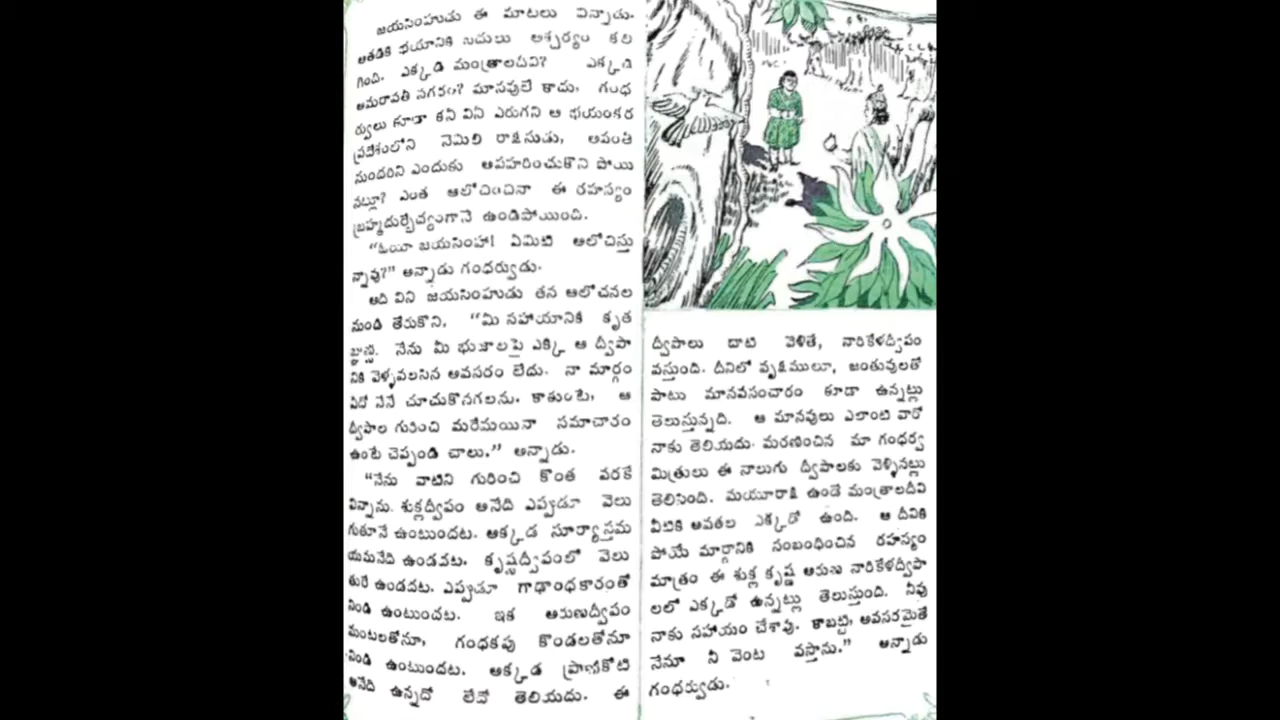 జయసింహుడు ఈ మాటలు విన్నాడు.
అతడికి భయానికి బదులు ఆశ్చర్యం కలి
గింది. ఎక్కడి మంత్రాలదీవి? ఎక్కడి
అమరావతీ నగరం? మానవులే కాదు, గంధ
ర్వులు కూడా కనీ వినీ ఎరుగని ఆ భయంకర
ప్రదేశంలోని నెమిలి రాక్షసుడు, అవంతీ
సుందరిని ఎందుకు అపహరించుకొని పోయి
నట్లూ? ఎంత ఆలోచించినా ఈ రహస్యం
బ్రహ్మదుర్భేద్యంగానే ఉండిపోయింది.
"ఓయీ జయసింహా! ఏమిటి ఆలోచిస్తు
న్నావు?" అన్నాడు గంధర్వుడు.
అది విని జయసింహుడు తన ఆలోచనల
నుండి తేరుకొని, "మీ సహాయానికి కృత
జ్ఞుణ్ణి. నేను మీ భుజాలపై ఎక్కి ఆ ద్వీపా
నికి వెళ్ళవలసిన అవసరం లేదు. నా మార్గం
ఏదో నేనే చూచుకొనగలను. కాకుంటే, ఆ
ద్వీపాల గురించి మరేమయినా సమాచారం
ఉంటే చెప్పండి చాలు." అన్నాడు.
"నేను వాటిని గురించి కొంత వరకే
విన్నాను. శుక్లద్వీపం అనేది ఎప్పుడూ వెలు
గుతూనే ఉంటుందట. అక్కడ సూర్యాస్తమ
యమనేది ఉండదట. కృష్ణద్వీపంలో వెలు
తురే ఉండదట. ఎప్పుడూ గాఢాంధకారంతో
నిండి ఉంటుందట. ఇక అరుణద్వీపం
మంటలతోనూ, గంధకపు కొండలతోనూ
నిండి ఉంటుందట. అక్కడ ప్రాణికోటి
అనేది ఉన్నదో లేదో తెలియదు. ఈ
ద్వీపాలు దాటి వెళితే, నారికేళద్వీపం
వస్తుంది. దీనిలో వృక్షములూ, జంతువులతో
పాటు మానవసంచారం కూడా ఉన్నట్లు
తెలుస్తున్నది. ఆ మానవులు ఎలాంటి వారో
నాకు తెలియదు. మరణించిన మా గంధర్వ
మిత్రులు ఈ నాలుగు ద్వీపాలకు వెళ్ళినట్లు
తెలిసింది. మయూరాక్షి ఉండే మంత్రాలదీవి
వీటికి అవతల ఎక్కడో ఉంది. ఆ దీవికి
పోయే మార్గానికి సంబంధించిన రహస్యం
మాత్రం ఈ శుక్ల కృష్ణ అరుణ నారికేళద్వీపా
లలో ఎక్కడో ఉన్నట్లు తెలుస్తుంది. నీవు
నాకు సహాయం చేశావు. కాబట్టి, అవసరమైతే
నేనూ నీ వెంట వస్తాను." అన్నాడు
గంధర్వుడు.